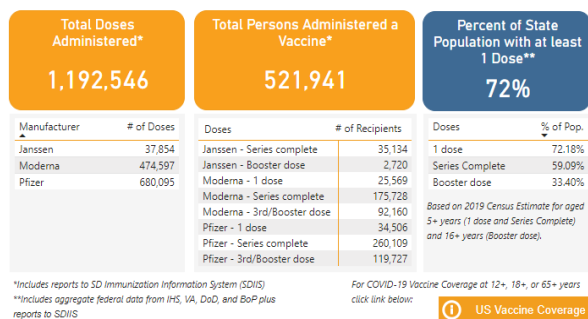 Total Doses
Administered*
1,192,546
Total Persons Administered a
Vaccine*
521,941
Percent of State
Population with at least
1 Dose**
72%
Manufacturer # of Doses
Janssen 37,854
Moderna 474,597
Pfizer 680,095
Doses # of Recipients
Janssen - Series complete 35,134
Janssen - Booster dose 2,720
Moderna - 1 dose 25,569
Moderna - Series complete 175,728
Moderna - 3rd/Booster dose 92,160
Pfizer - 1 dose 34,506
Pfizer - Series complete 260,109
Pfizer - 3rd/Booster dose 119,727
Doses % of Pop.
1 dose 72.18%
Series Complete 59.09%
Booster dose 33.40%
Based on 2019 Census Estimate for aged
5+ years (1 dose and Series Complete)
and 16+ years (Booster dose).
*Includes reports to SD Immunization Information System (SDIIS)
**Includes aggregate federal data from IHS, VA, DoD, and BoP plus
reports to SDIIS
For COVID-19 Vaccine Coverage at 12+, 18+, or 65+ years
click link below:
US Vaccine Coverage